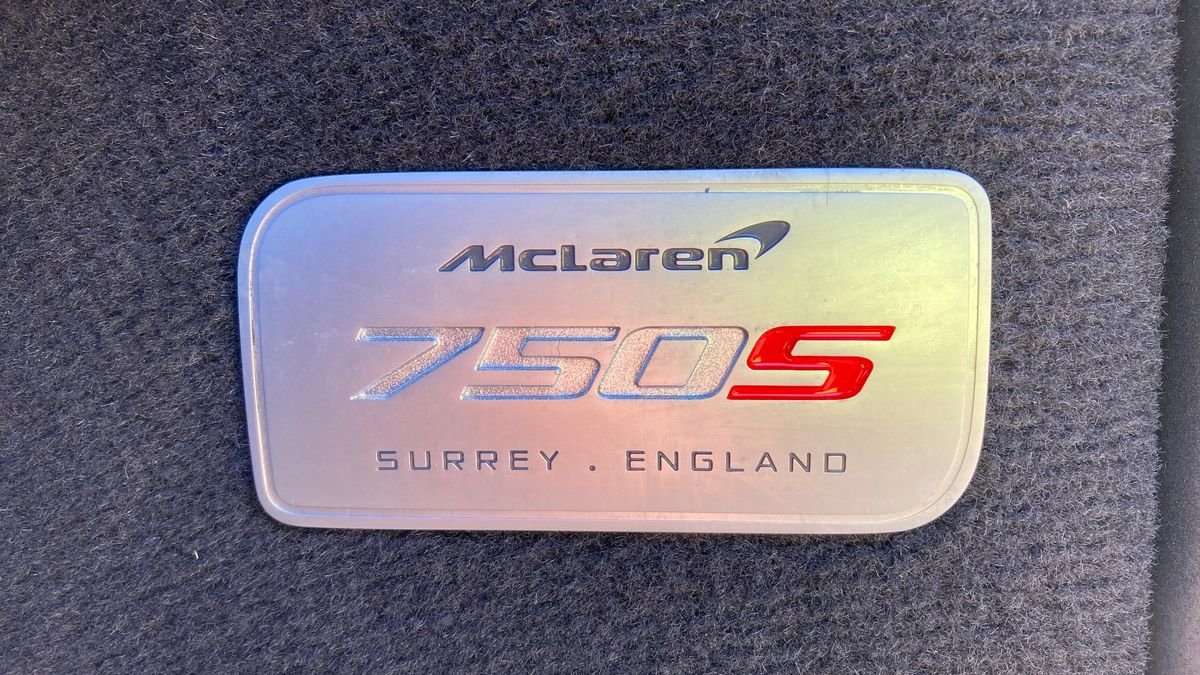 McLaren
750S
SURREY . ENGLAND